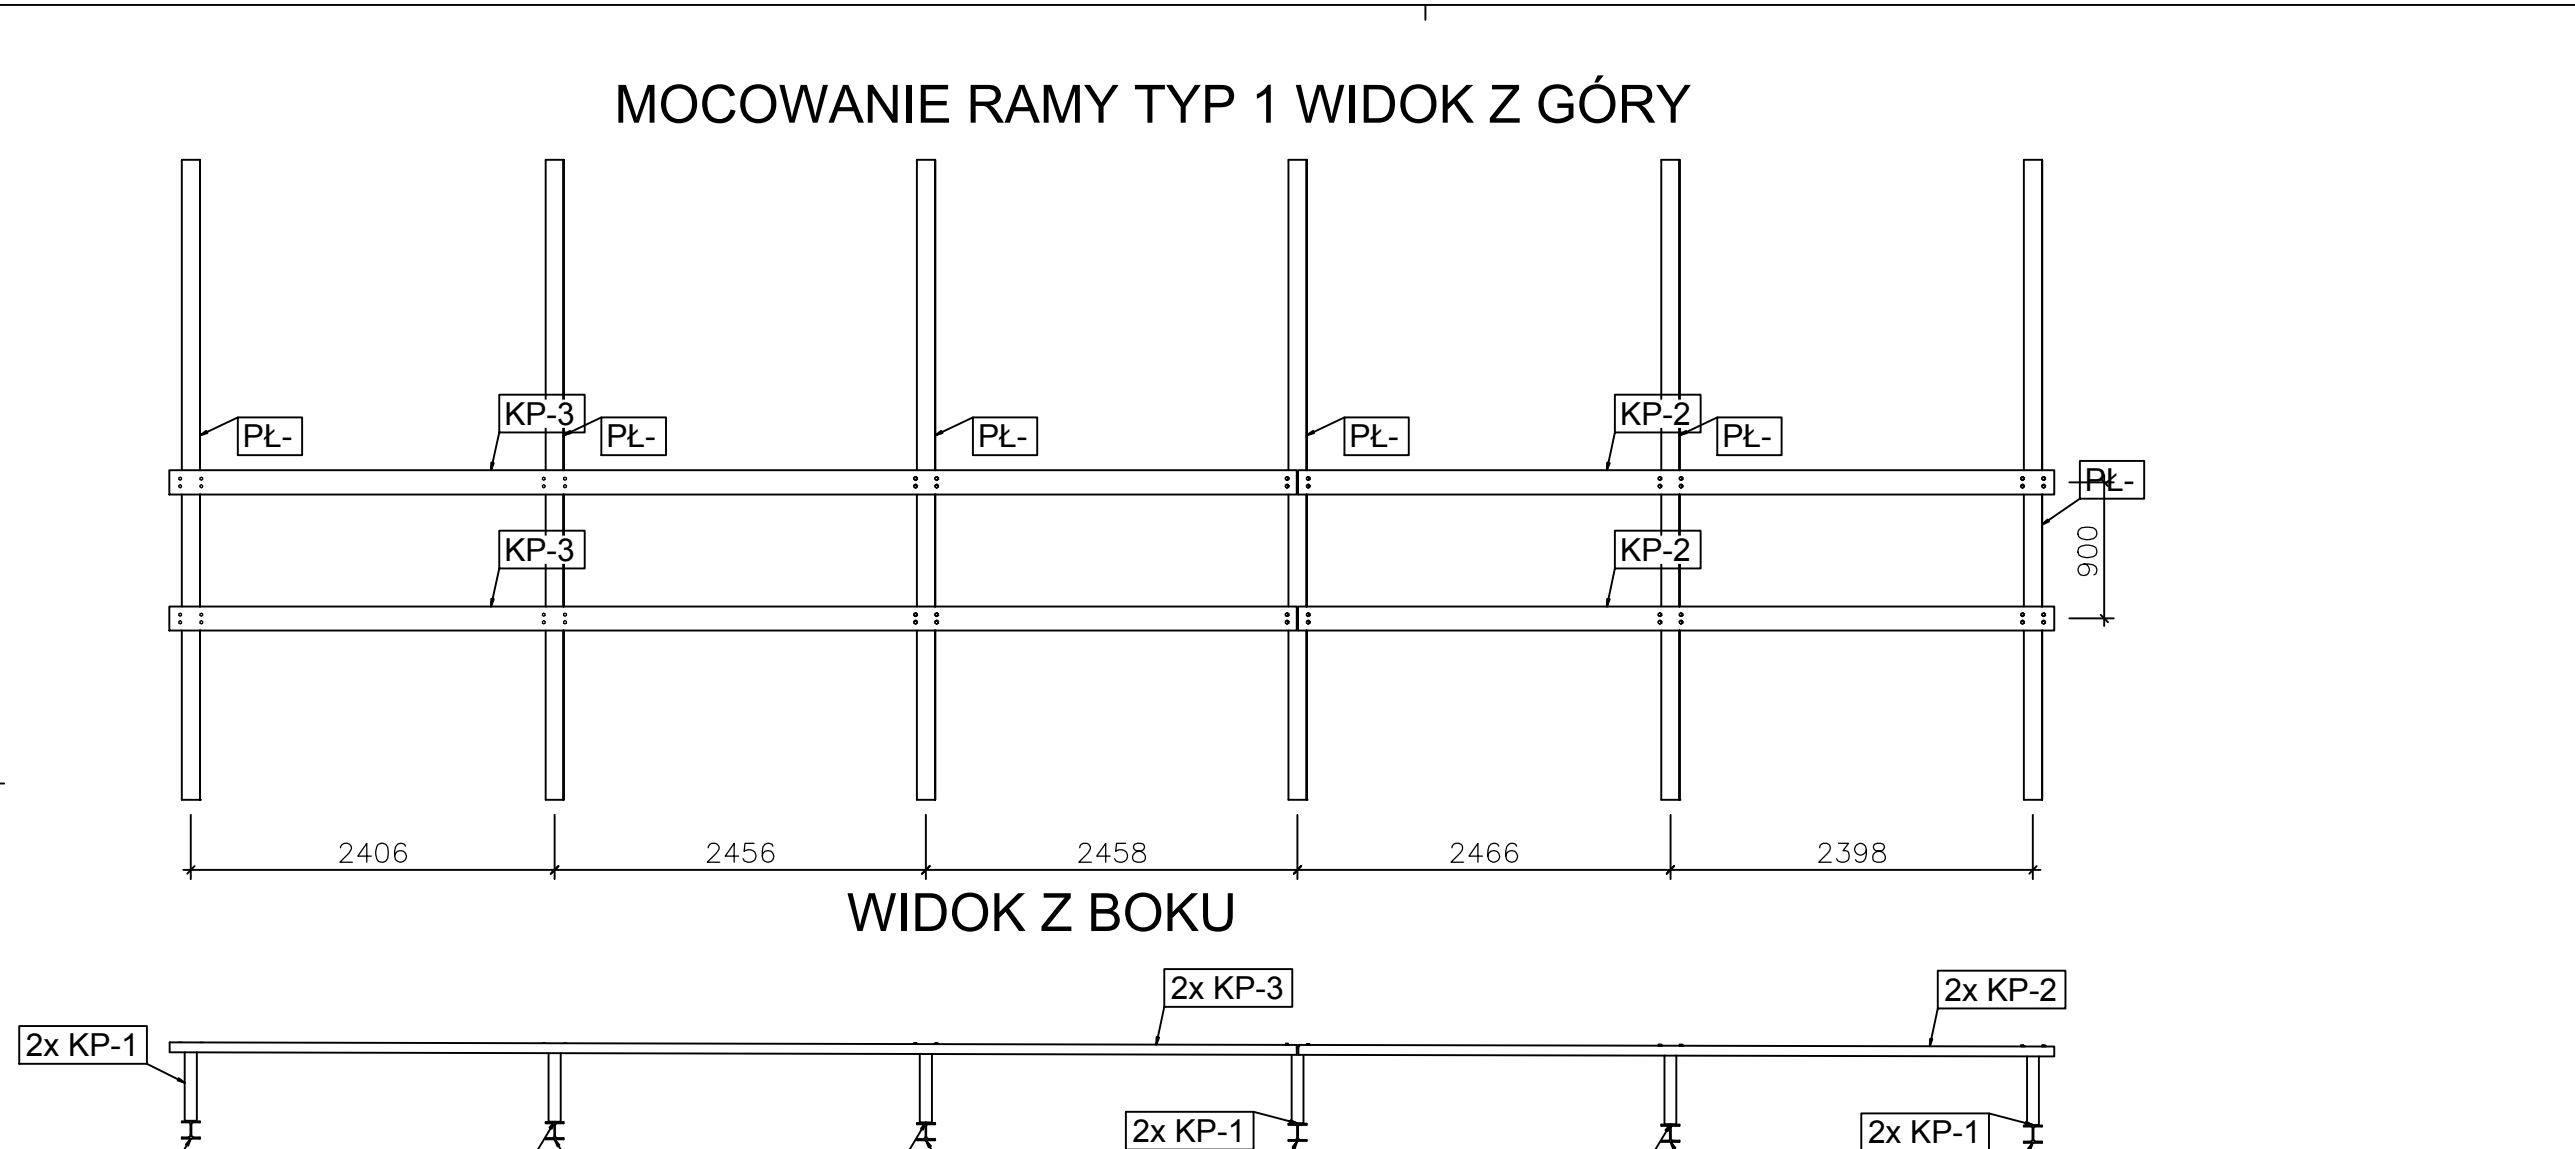 MOCOWANIE RAMY TYP 1 WIDOK Z GÓRY
KP-3
KP-2
PŁ-
PŁ-
PŁ-
PŁ-
PŁ-
PŁ-
KP-3
KP-2
900
2406
2456
2458
2466
2398
WIDOK Z BOKU
2x KP-3
2x KP-2
2x KP-1
2x KP-1
2x KP-1